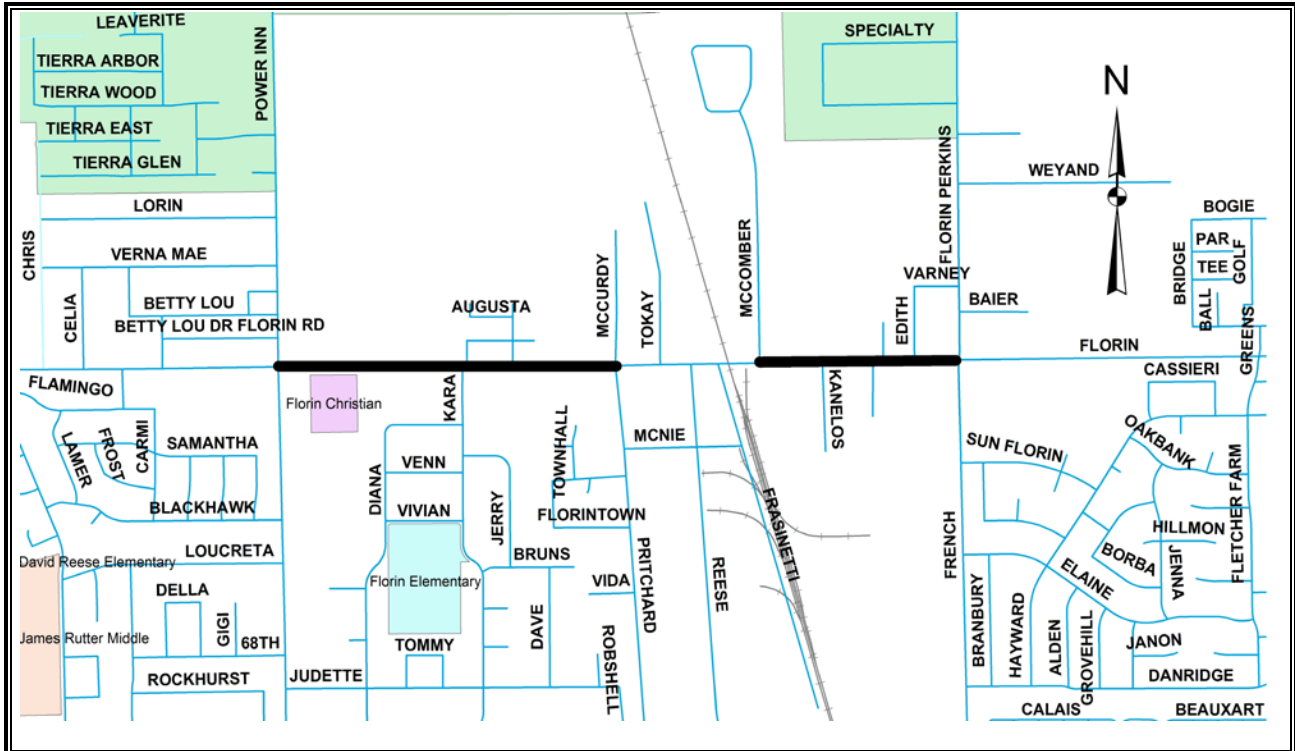 LEAVERITE
TIERRA ARBOR
TIERRA WOOD
TIERRA EAST
TIERRA GLEN
POWER INN
SPECIALTY
N
FLORIN PERKINS
WEYAND
LORIN
CHRIS
VERNA MAE
BETTY LOU
BETTY LOU DR FLORIN RD
CELIA
AUGUSTA
MCCURDY
TOKAY
MCCOMBER
VARNEY
EDITH
BAIER
BOGIE
PAR
TEE
GOLF
BRIDGE
BALL
GREENS
FLORIN
FLAMINGO
Florin Christian
KARA
KANELOS
CASSIERI
LAMER
FROST
CARMI
SAMANTHA
BLACKHAWK
DIANA
VENN
VIVIAN
JERRY
TOWNHALL
MCNIE
FLORINTOWN
SUN FLORIN
OAKBANK
FLETCHER FARM
HILLMON
BORBA
JENNA
ELAINE
LOUCRETA
David Reese Elementary
DELLA
GIGI
68TH
James Rutter Middle
ROCKHURST
JUDETTE
Florin Elementary
TOMMY
BRUNS
DAVE
VIDA
ROBSHELL
PRITCHARD
REESE
FRASINETTI
FRENCH
BRANBURY
HAYWARD
ALDEN
GROVEHILL
JANON
DANRIDGE
CALAIS
BEAUXART